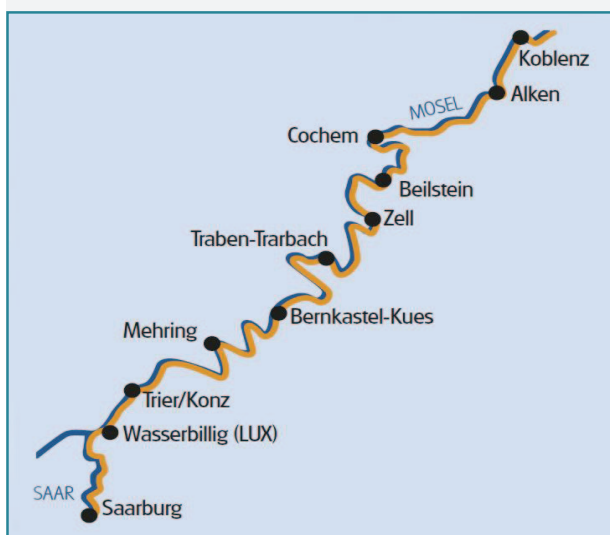 Koblenz
MOSEL
Alken
Cochem
Beilstein
Zell
Traben-Trarbach
Bernkastel-Kues
Mehring
Trier/Konz
Wasserbillig (LUX)
SAAR
Saarburg